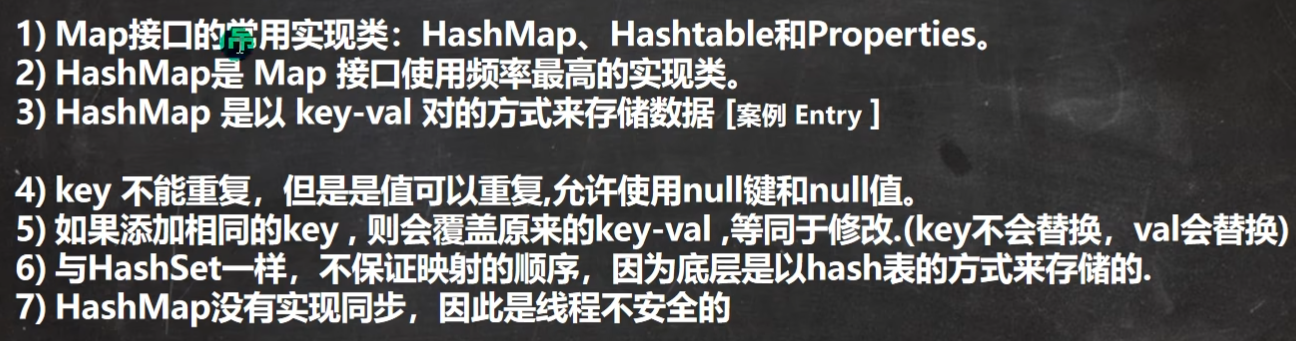 1) Map接口的常用实现类：HashMap、Hashtable和Properties。
2) HashMap是 Map 接口使用频率最高的实现类。
3) HashMap 是以 key-val 对的方式来存储数据 [案例 Entry ]
4) key 不能重复，但是是值可以重复,允许使用null键和null值。
5) 如果添加相同的key , 则会覆盖原来的key-val ,等同于修改.(key不会替换，val会替换)
6) 与HashSet一样，不保证映射的顺序，因为底层是以hash表的方式来存储的.
7) HashMap没有实现同步，因此是线程不安全的